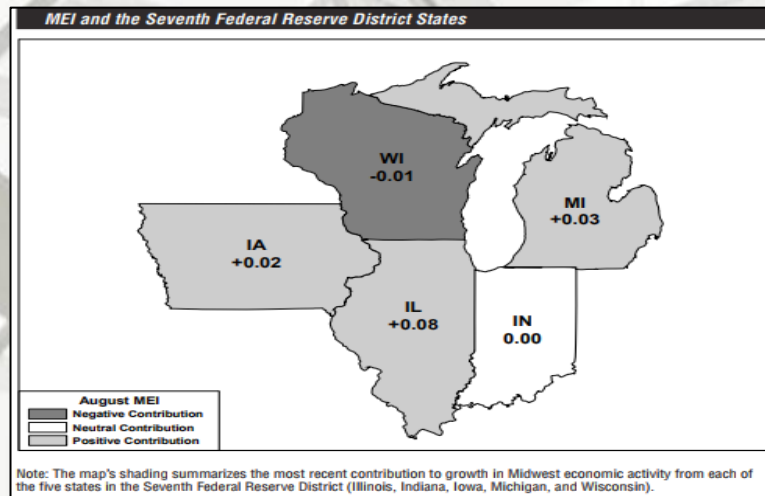 MEI and the Seventh Federal Reserve District States
WI
-0.01
MI
+0.03
IA
+0.02
IL
+0.08
IN
0.00
August MEI
Negative Contribution
Neutral Contribution
Positive Contribution
Note: The map's shading summarizes the most recent contribution to growth in Midwest economic activity from each of
the five states in the Seventh Federal Reserve District (Illinois, Indiana, Iowa, Michigan, and Wisconsin).